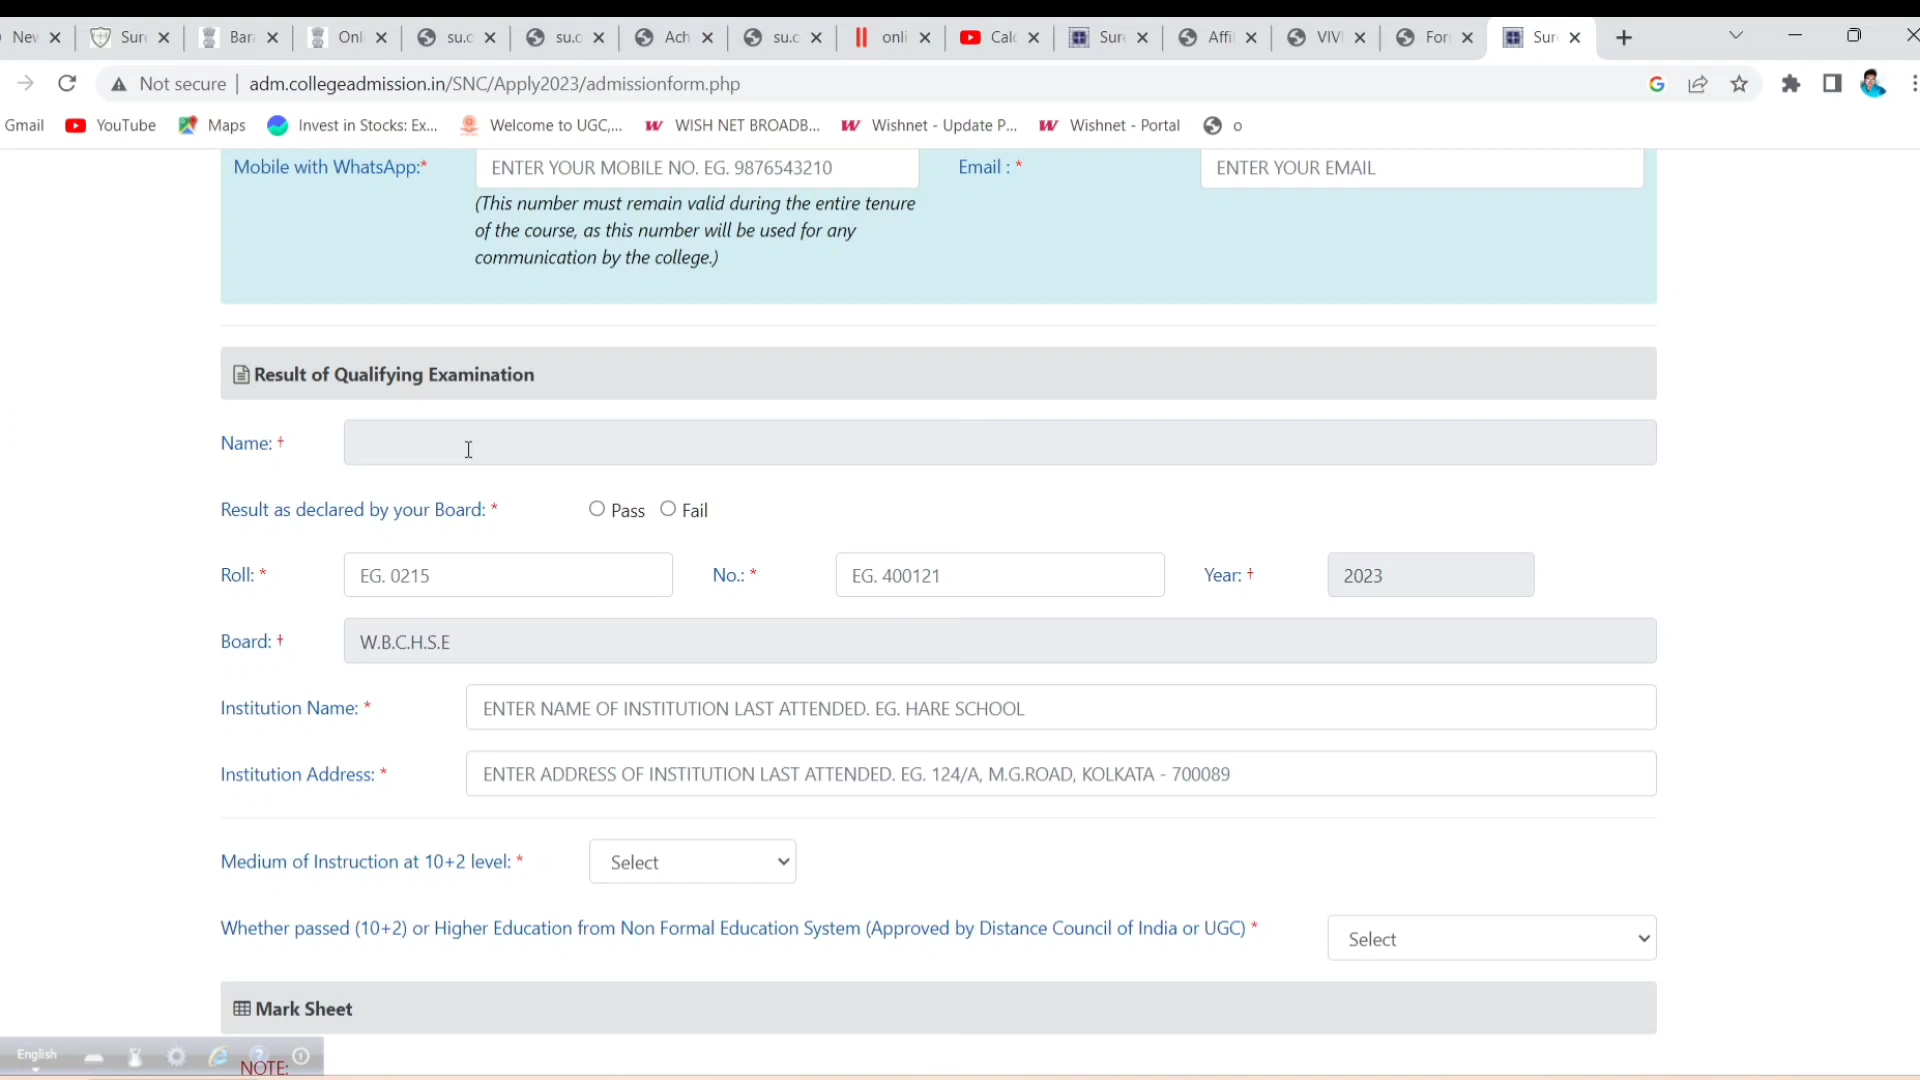 New Sur Bar Onl su.c su.c Ach su.c onli Calc Sur Affil VIVI For Sur
Not secure adm.collegeadmission.in/SNC/Apply2023/admissionform.php
Gmail YouTube Maps Invest in Stocks: Ex... Welcome to UGC,... WISH NET BROADB... Wishnet - Update P... Wishnet - Portal o
Mobile with WhatsApp:* ENTER YOUR MOBILE NO. EG. 9876543210 Email : * ENTER YOUR EMAIL
(This number must remain valid during the entire tenure
of the course, as this number will be used for any
communication by the college.)
Result of Qualifying Examination
Name: †
Result as declared by your Board: * Pass Fail
Roll: * EG. 0215 No.: * EG. 400121 Year: † 2023
Board: † W.B.C.H.S.E
Institution Name: * ENTER NAME OF INSTITUTION LAST ATTENDED. EG. HARE SCHOOL
Institution Address: * ENTER ADDRESS OF INSTITUTION LAST ATTENDED. EG. 124/A, M.G.ROAD, KOLKATA - 700089
Medium of Instruction at 10+2 level: * Select
Whether passed (10+2) or Higher Education from Non Formal Education System (Approved by Distance Council of India or UGC) * Select
Mark Sheet
English
NOTE: